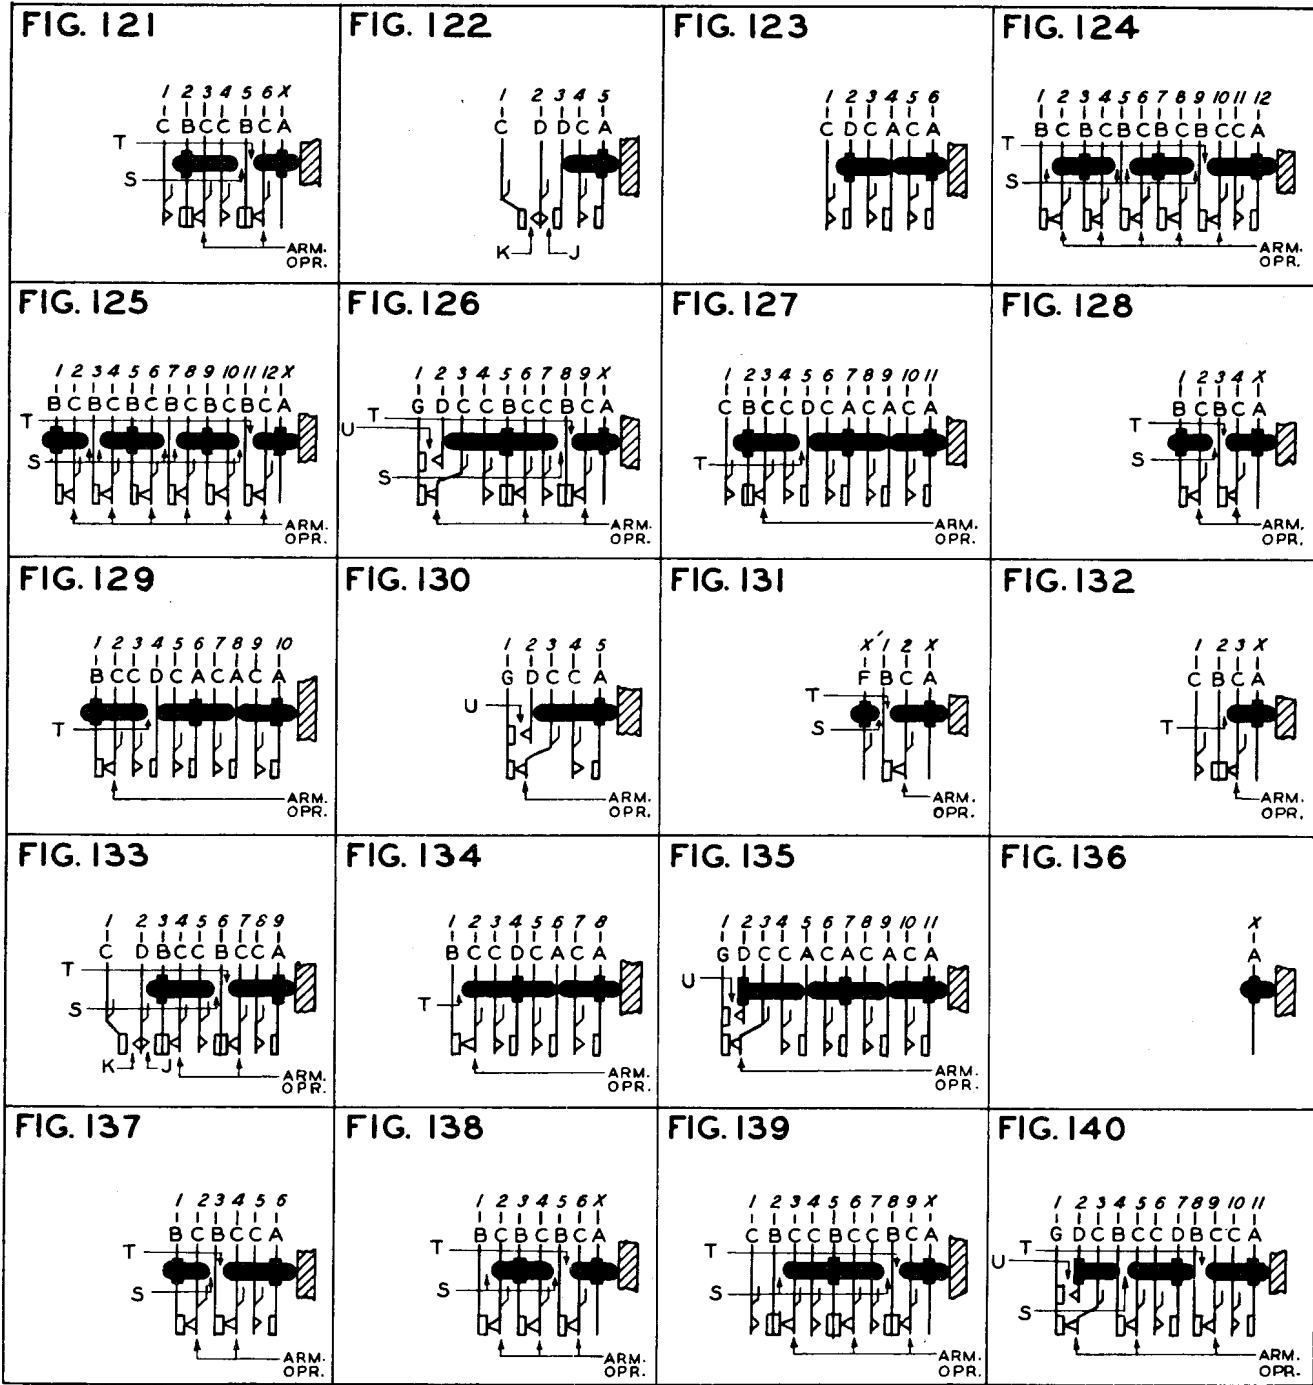 FIG. 121
1 2 3 4 5 6 X
C B C C B C A
T
S
ARM.
OPR.
FIG. 122
1 2 3 4 5
C D D C A
K J
FIG. 123
1 2 3 4 5 6
C D C A C A
FIG. 124
1 2 3 4 5 6 7 8 9 10 11 12
B C B C B C B C B C C A
T
S
ARM.
OPR.
FIG. 125
1 2 3 4 5 6 7 8 9 10 11 12 X
B C B C B C B C B C B C A
T
S
ARM.
OPR.
FIG. 126
1 2 3 4 5 6 7 8 9 X
G D C C B C C B C A
T
U
S
ARM.
OPR.
FIG. 127
1 2 3 4 5 6 7 8 9 10 11
C B C C D C A C A C A
T
ARM.
OPR.
FIG. 128
1 2 3 4 X
B C B C A
T
S
ARM.
OPR.
FIG. 129
1 2 3 4 5 6 7 8 9 10
B C C D C A C A C A
T
ARM.
OPR.
FIG. 130
1 2 3 4 5
G D C C A
U
ARM.
OPR.
FIG. 131
X' 1 2 X
F B C A
T
S
ARM.
OPR.
FIG. 132
1 2 3 X
C B C A
T
ARM.
OPR.
FIG. 133
1 2 3 4 5 6 7 8 9
C D B C C B C C A
T
S
K J
ARM.
OPR.
FIG. 134
1 2 3 4 5 6 7 8
B C C D C A C A
T
ARM.
OPR.
FIG. 135
1 2 3 4 5 6 7 8 9 10 11
G D C C A C A C A C A
U
ARM.
OPR.
FIG. 136
X
A
FIG. 137
1 2 3 4 5 6
B C B C C A
T
S
ARM.
OPR.
FIG. 138
1 2 3 4 5 6 X
B C B C B C A
T
S
ARM.
OPR.
FIG. 139
1 2 3 4 5 6 7 8 9 X
C B C C B C C B C A
T
S
ARM.
OPR.
FIG. 140
1 2 3 4 5 6 7 8 9 10 11
G D C B C C D B C C A
T
U
S
ARM.
OPR.